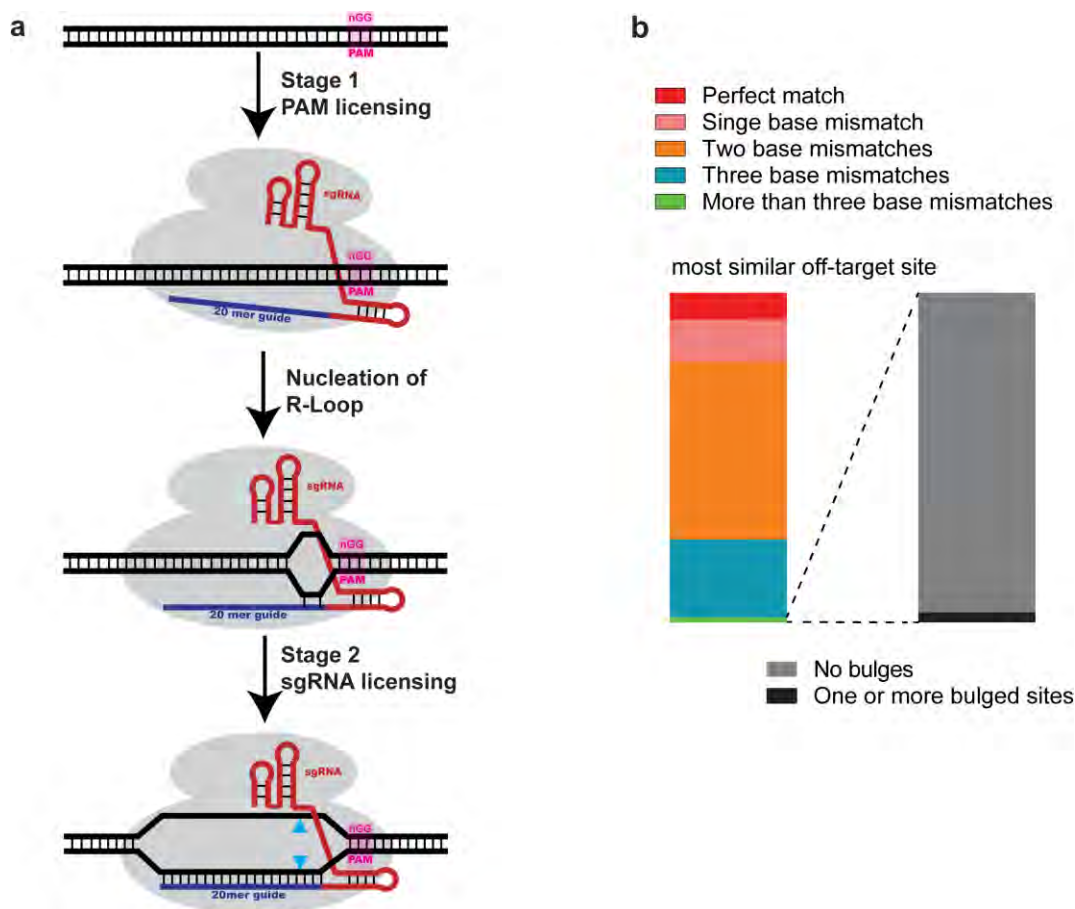 a
nGG
PAM
Stage 1
PAM licensing
sgRNA
nGG
PAM
20 mer guide
Nucleation of
R-Loop
sgRNA
nGG
PAM
20 mer guide
Stage 2
sgRNA licensing
sgRNA
nGG
PAM
20mer guide
b
Perfect match
Singe base mismatch
Two base mismatches
Three base mismatches
More than three base mismatches
most similar off-target site
No bulges
One or more bulged sites